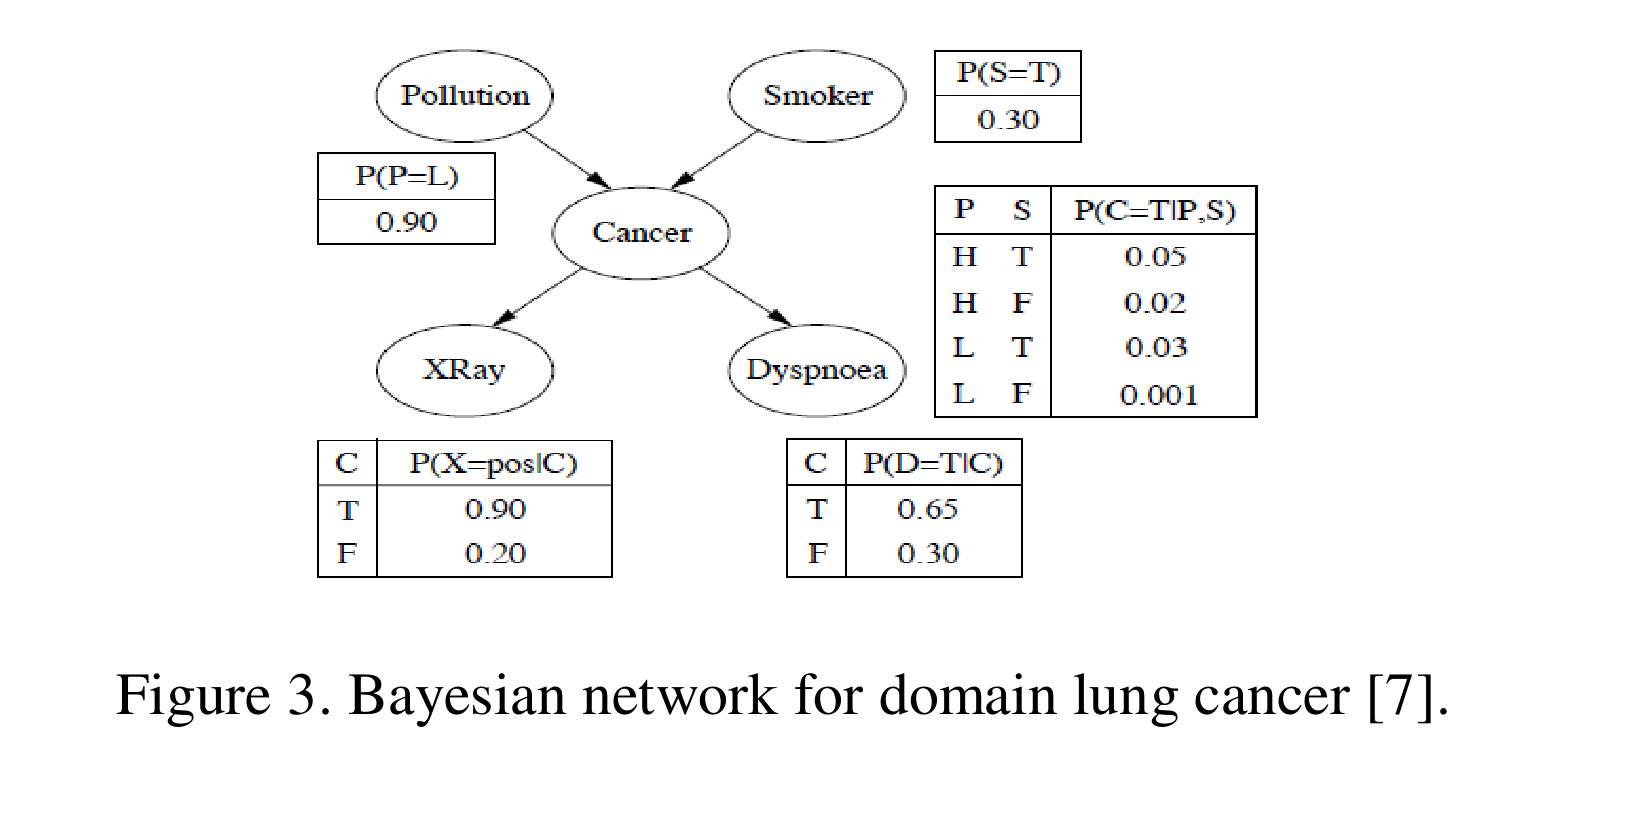 Pollution
Smoker
P(S=T)
0.30
P(P=L)
0.90
Cancer
P S P(C=T|P,S)
H T 0.05
H F 0.02
L T 0.03
L F 0.001
XRay
Dyspnoea
C P(X=pos|C)
T 0.90
F 0.20
C P(D=T|C)
T 0.65
F 0.30
Figure 3. Bayesian network for domain lung cancer [7].